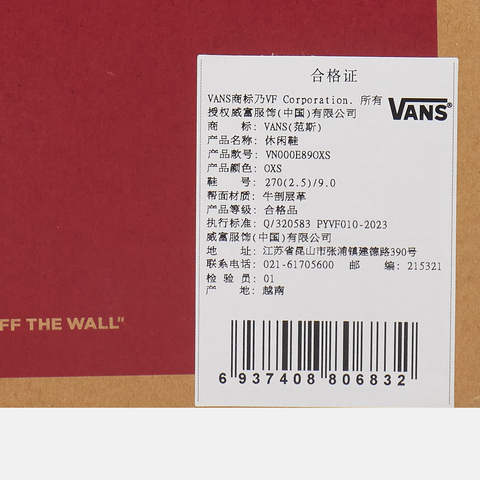 合格证
VANS商标乃VF Corporation. 所有
授权威富服饰(中国)有限公司
VANS®
商 标: VANS(范斯)
产品名称: 休闲鞋
产品款号: VN000E89OXS
产品颜色: OXS
鞋 号: 270(2.5)/9.0
帮面材质: 牛剖层革
产品等级: 合格品
执行标准: Q/320583 PYVF010-2023
威富服饰(中国)有限公司
地 址: 江苏省昆山市张浦镇建德路390号
联系电话: 021-61705600 邮 编: 215321
检 验 员: 01
产 地: 越南
6 937408 806832
FF THE WALL"